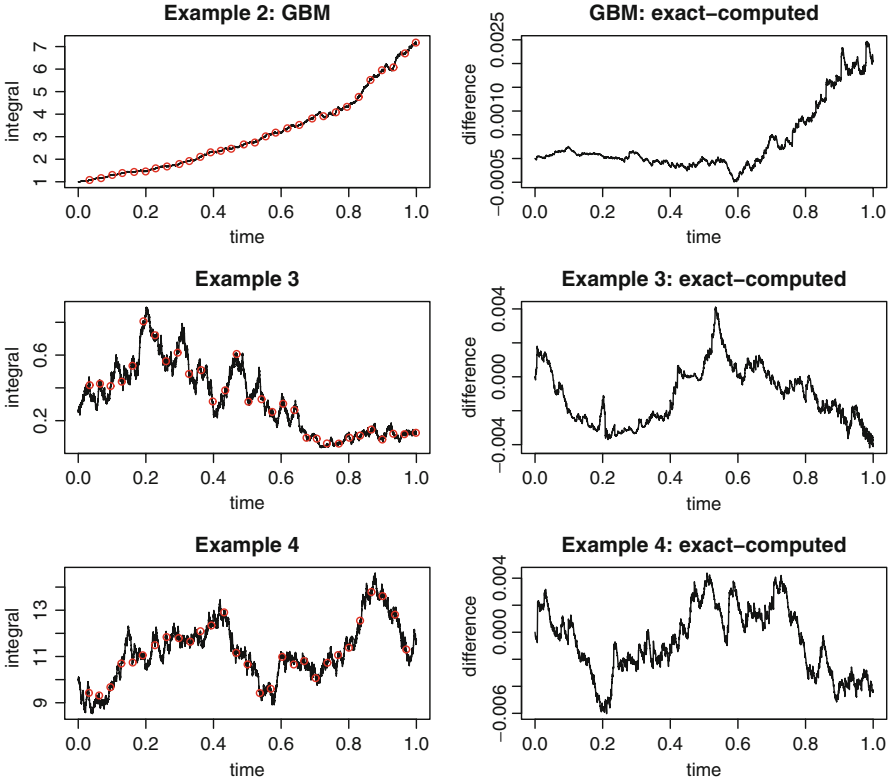 Example 2: GBM
integral
7
6
5
4
3
2
1
0.0 0.2 0.4 0.6 0.8 1.0
time
GBM: exact−computed
difference
0.0025
0.0010
−0.0005
0.0 0.2 0.4 0.6 0.8 1.0
time
Example 3
integral
0.6
0.2
0.0 0.2 0.4 0.6 0.8 1.0
time
Example 3: exact−computed
difference
0.004
0.000
−0.004
0.0 0.2 0.4 0.6 0.8 1.0
time
Example 4
integral
13
11
9
0.0 0.2 0.4 0.6 0.8 1.0
time
Example 4: exact−computed
difference
0.004
0.000
−0.006
0.0 0.2 0.4 0.6 0.8 1.0
time